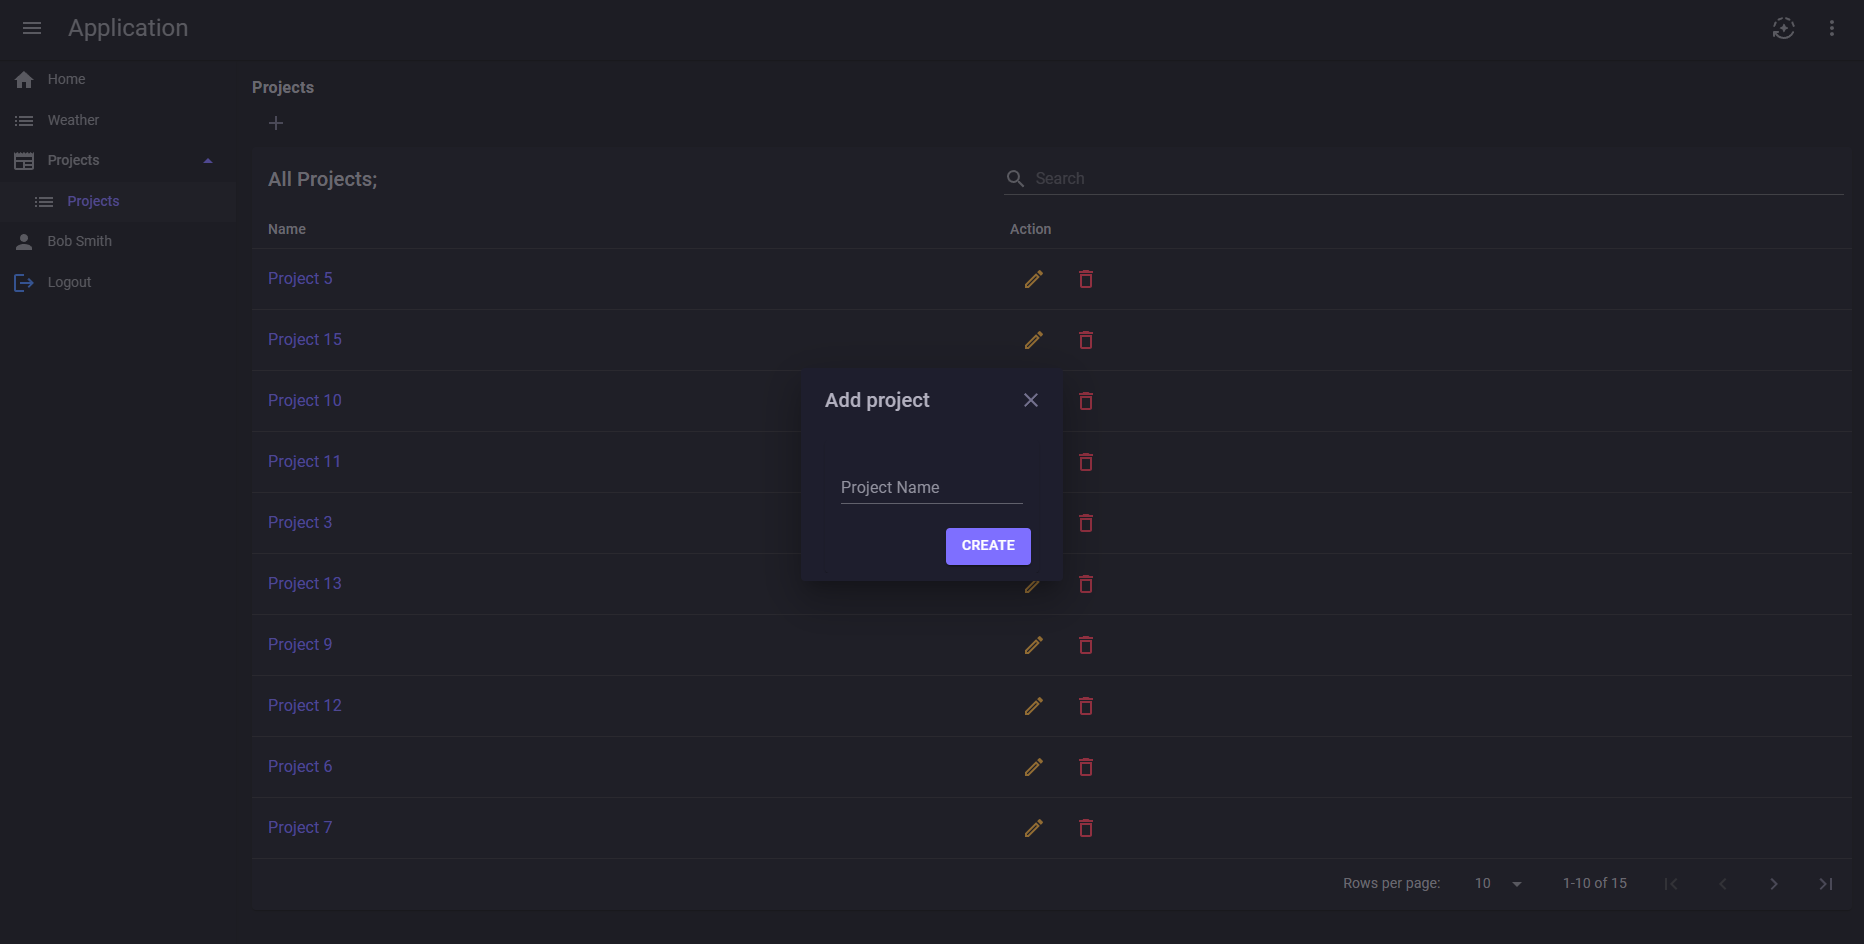 Application
Home
Weather
Projects
Projects
Bob Smith
Logout
Projects
All Projects;
Search
Name Action
Project 5
Project 15
Project 10
Project 11
Project 3
Project 13
Project 9
Project 12
Project 6
Project 7
Rows per page: 10 1-10 of 15
Add project
Project Name
CREATE